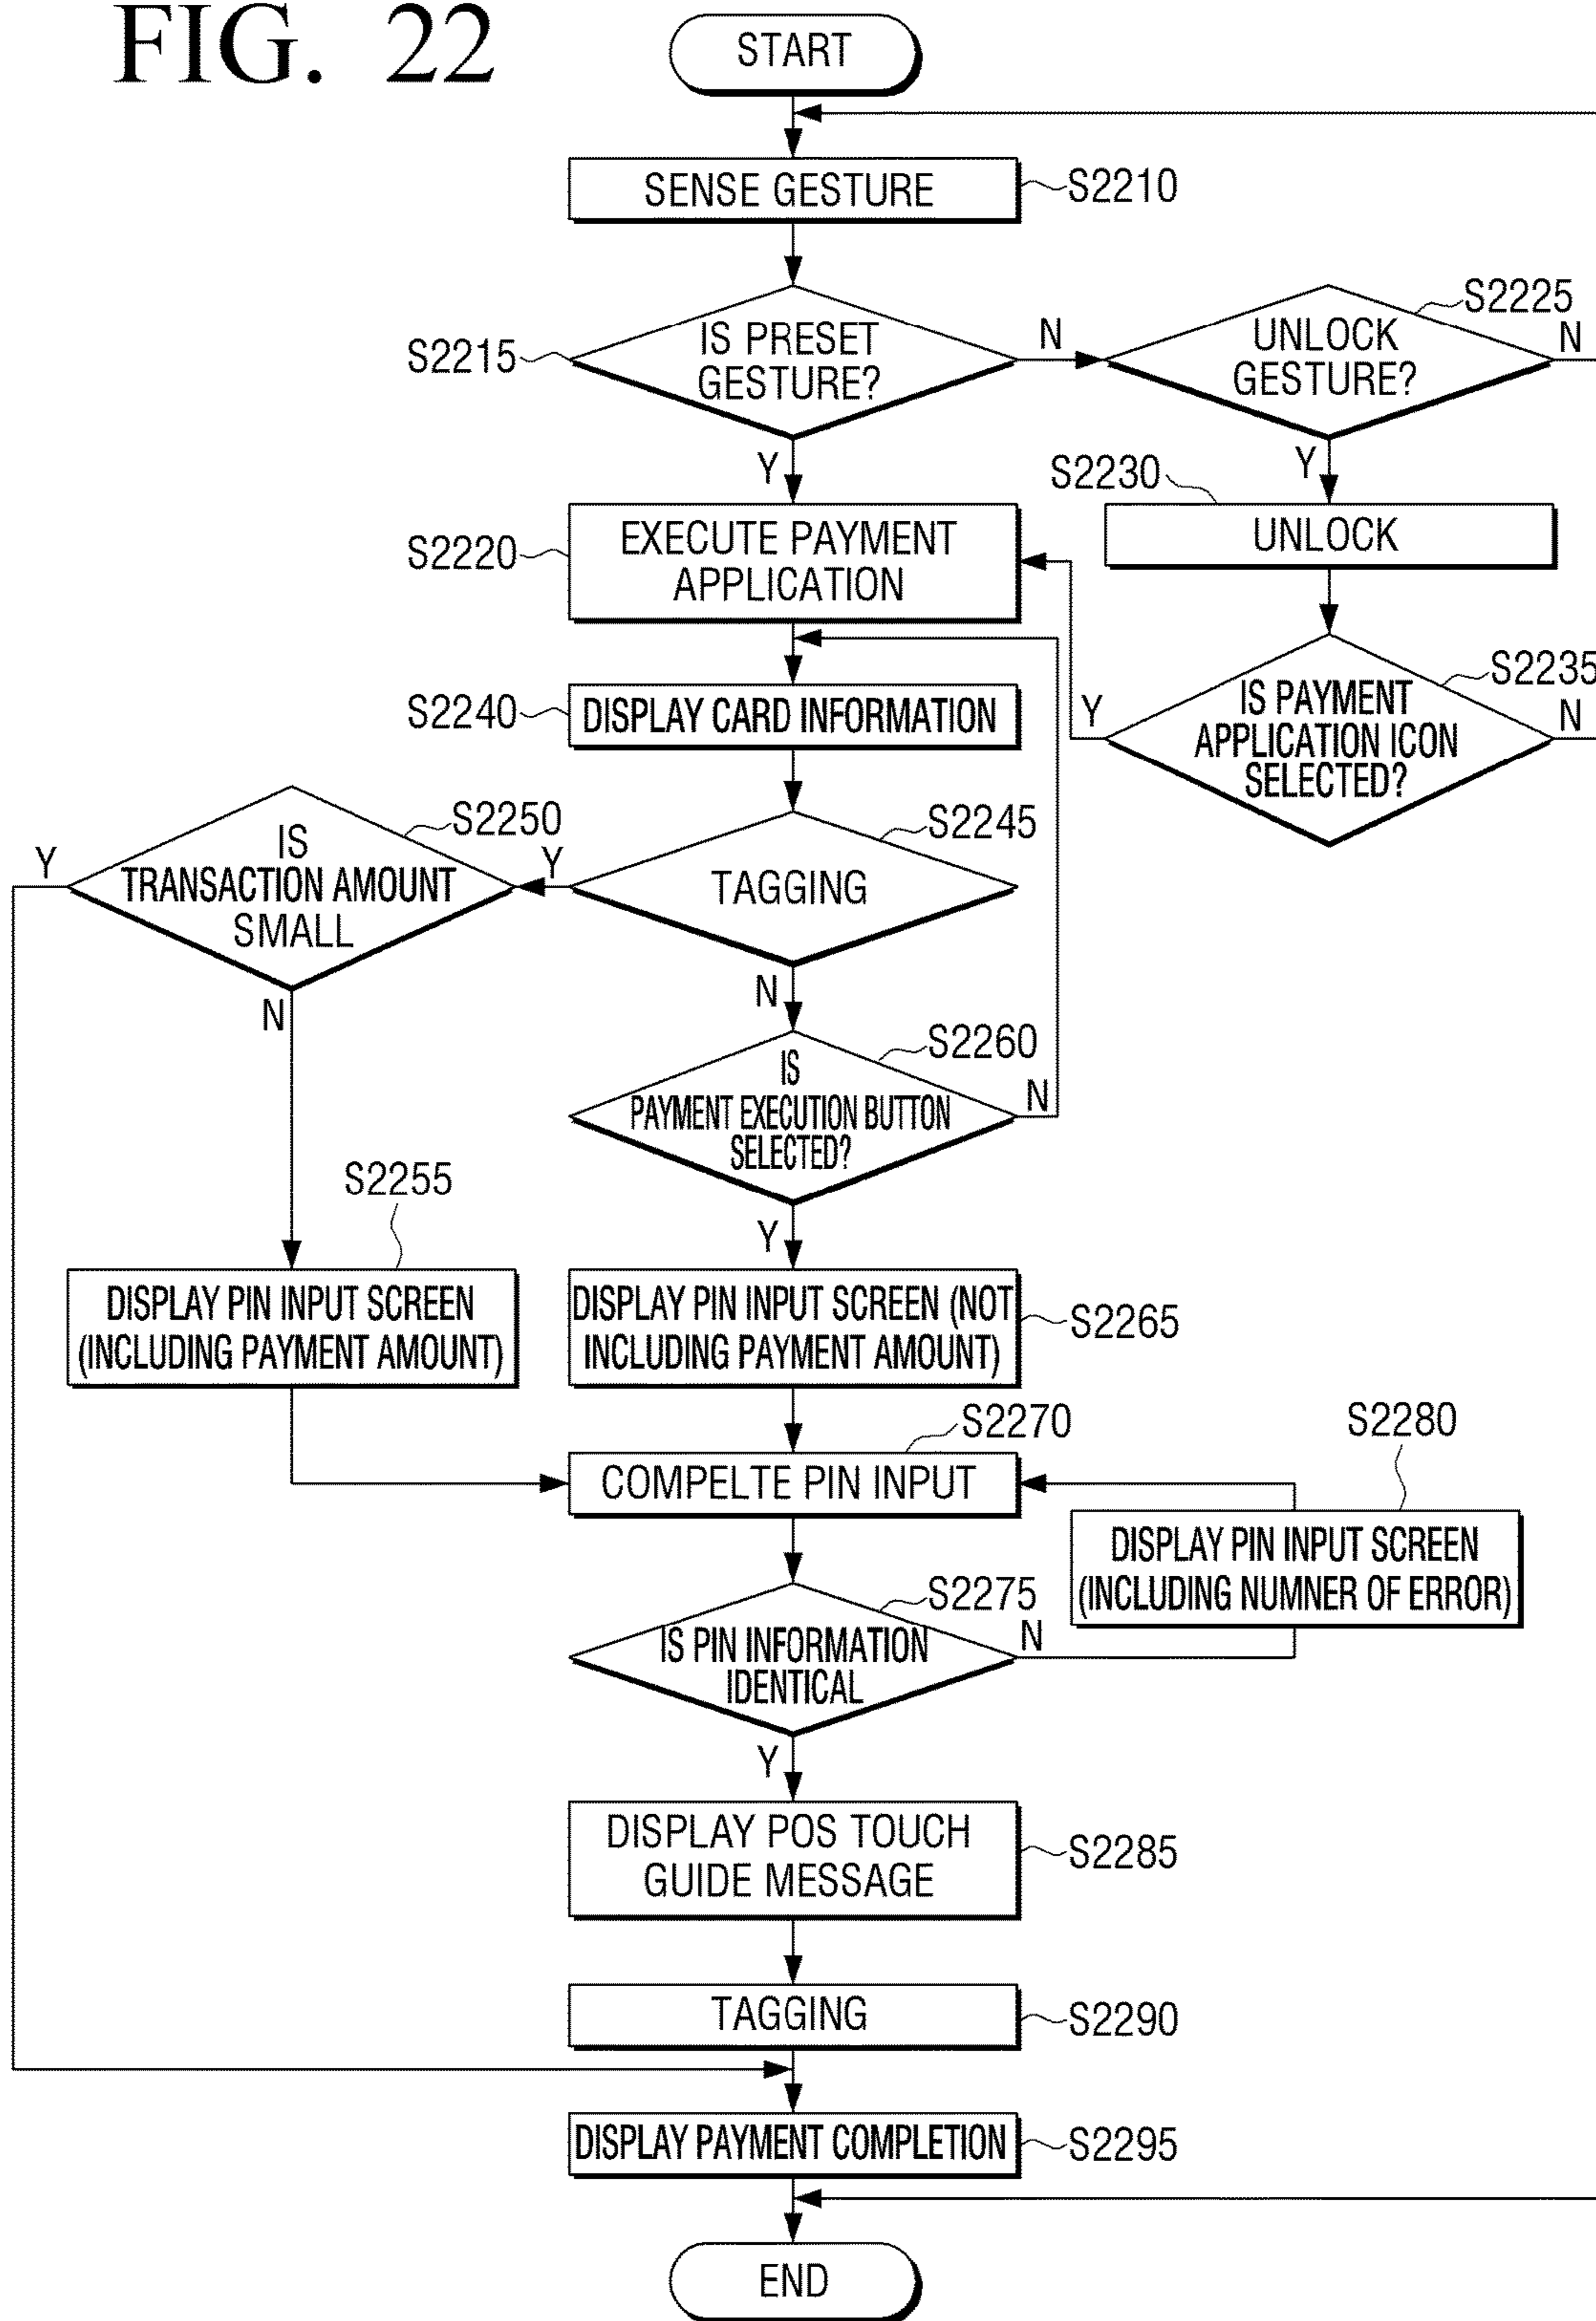 FIG. 22
START
SENSE GESTURE
S2210
S2215
IS PRESET
GESTURE?
N
S2225
UNLOCK
GESTURE?
N
Y
Y
S2230
S2220
EXECUTE PAYMENT
APPLICATION
UNLOCK
S2240
DISPLAY CARD INFORMATION
Y
S2235
IS PAYMENT
APPLICATION ICON
SELECTED?
N
Y
S2250
IS
TRANSACTION AMOUNT
SMALL
Y
S2245
TAGGING
N
N
S2260
IS
PAYMENT EXECUTION BUTTON
SELECTED?
N
S2255
Y
DISPLAY PIN INPUT SCREEN
(INCLUDING PAYMENT AMOUNT)
DISPLAY PIN INPUT SCREEN (NOT
INCLUDING PAYMENT AMOUNT)
S2265
S2270
COMPELTE PIN INPUT
S2280
DISPLAY PIN INPUT SCREEN
(INCLUDING NUMNER OF ERROR)
S2275
IS PIN INFORMATION
IDENTICAL
N
Y
DISPLAY POS TOUCH
GUIDE MESSAGE
S2285
TAGGING
S2290
DISPLAY PAYMENT COMPLETION
S2295
END